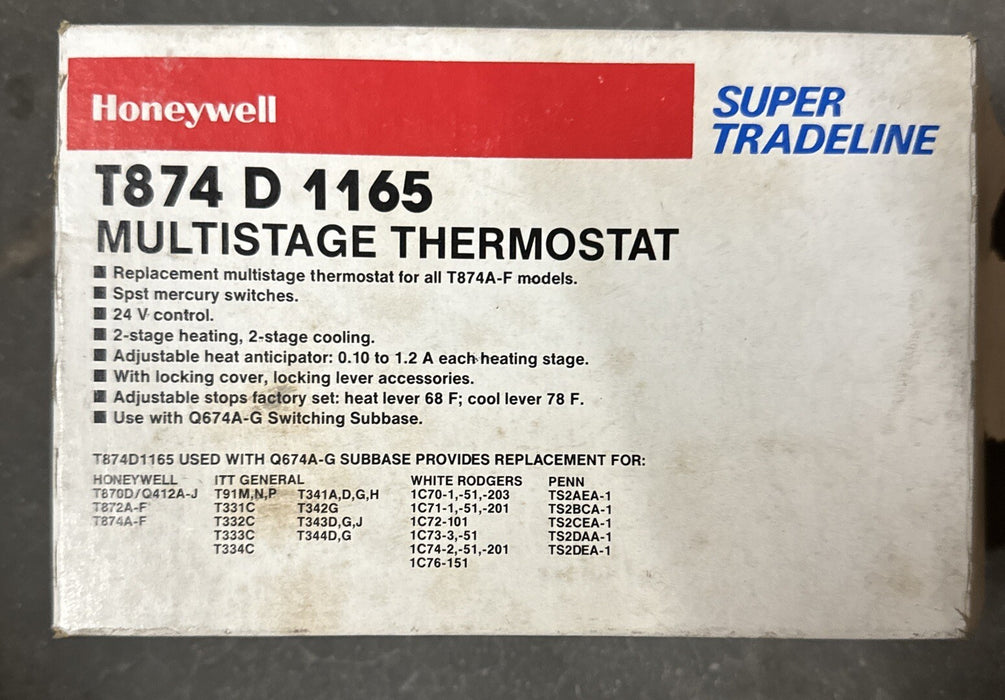 Honeywell
SUPER
TRADELINE
T874 D 1165
MULTISTAGE THERMOSTAT
Replacement multistage thermostat for all T874A-F models.
Spst mercury switches.
24 V control.
2-stage heating, 2-stage cooling.
Adjustable heat anticipator: 0.10 to 1.2 A each heating stage.
With locking cover, locking lever accessories.
Adjustable stops factory set: heat lever 68 F; cool lever 78 F.
Use with Q674A-G Switching Subbase.
T874D1165 USED WITH Q674A-G SUBBASE PROVIDES REPLACEMENT FOR:
HONEYWELL ITT GENERAL WHITE RODGERS PENN
T870D/Q412A-J T91M,N,P T341A,D,G,H 1C70-1,-51,-203 TS2AEA-1
T872A-F T331C T342G 1C71-1,-51,-201 TS2BCA-1
T874A-F T332C T343D,G,J 1C72-101 TS2CEA-1
T333C T344D,G 1C73-3,-51 TS2DAA-1
T334C 1C74-2,-51,-201 TS2DEA-1
1C76-151